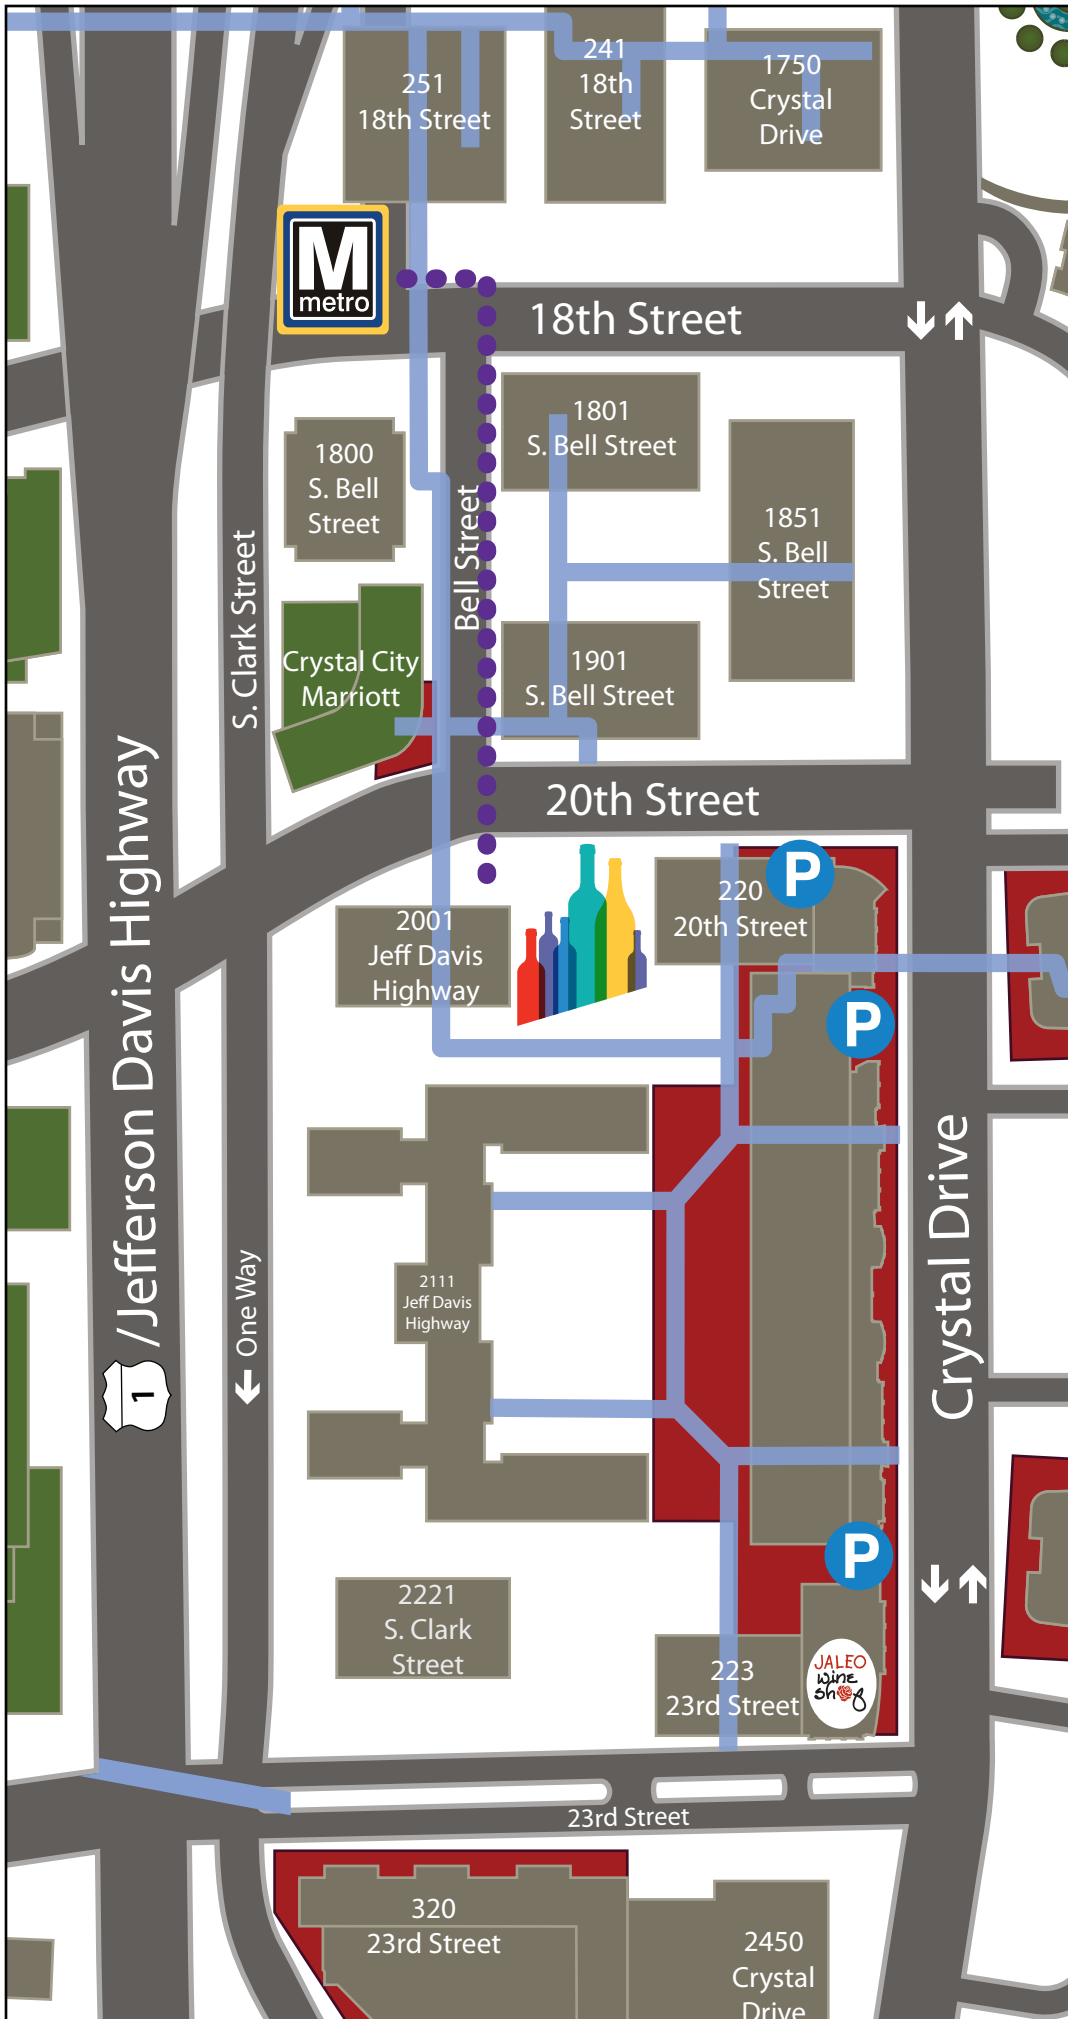 251
18th Street
241
18th
Street
1750
Crystal
Drive
M
metro
18th Street
1801
S. Bell Street
1800
S. Bell
Street
1851
S. Bell
Street
Bell Street
S. Clark Street
Crystal City
Marriott
1901
S. Bell Street
20th Street
/Jefferson Davis Highway
1
220
20th Street
P
2001
Jeff Davis
Highway
P
Crystal Drive
One Way
2111
Jeff Davis
Highway
P
2221
S. Clark
Street
223
23rd Street
JALEO
wine
shop
23rd Street
320
23rd Street
2450
Crystal
Drive